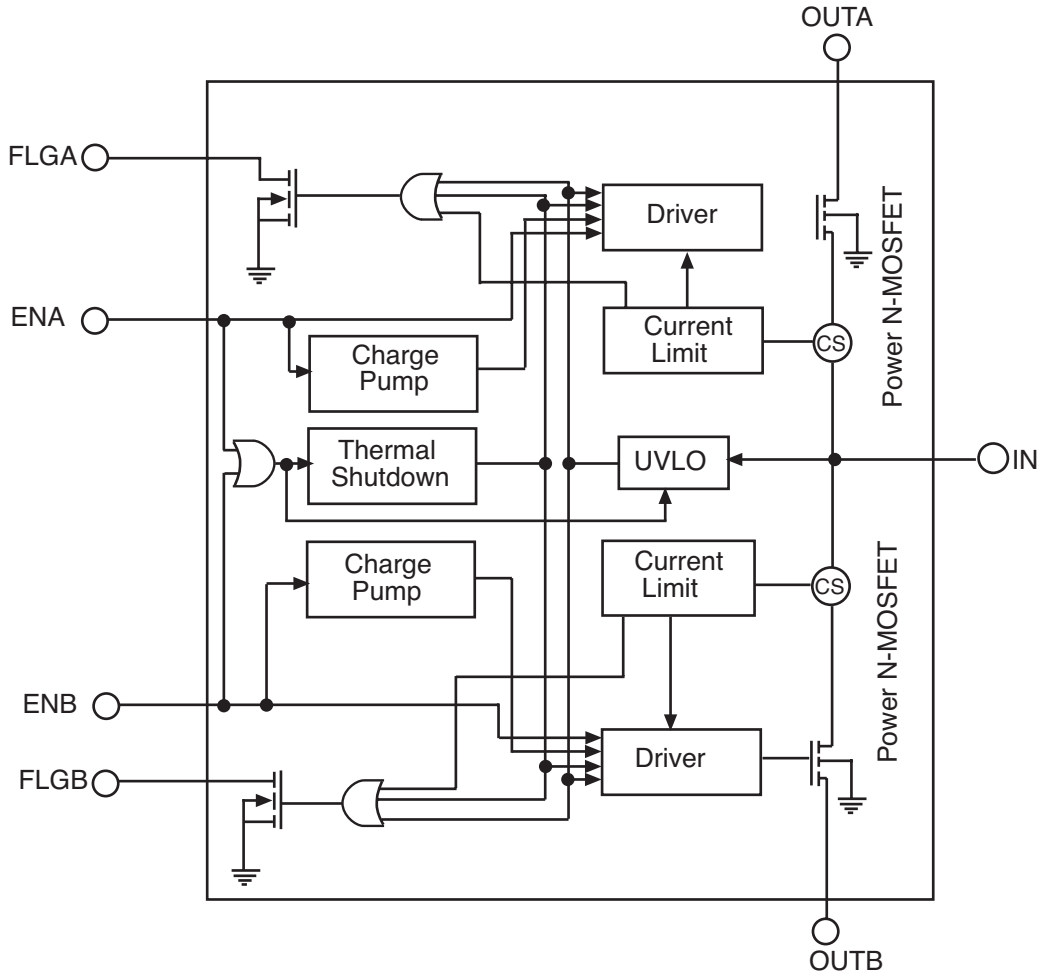 OUTA
FLGA
Driver
Power N-MOSFET
ENA
Current
Limit
CS
Charge
Pump
Thermal
Shutdown
UVLO
IN
Charge
Pump
Current
Limit
CS
Power N-MOSFET
ENB
Driver
FLGB
OUTB